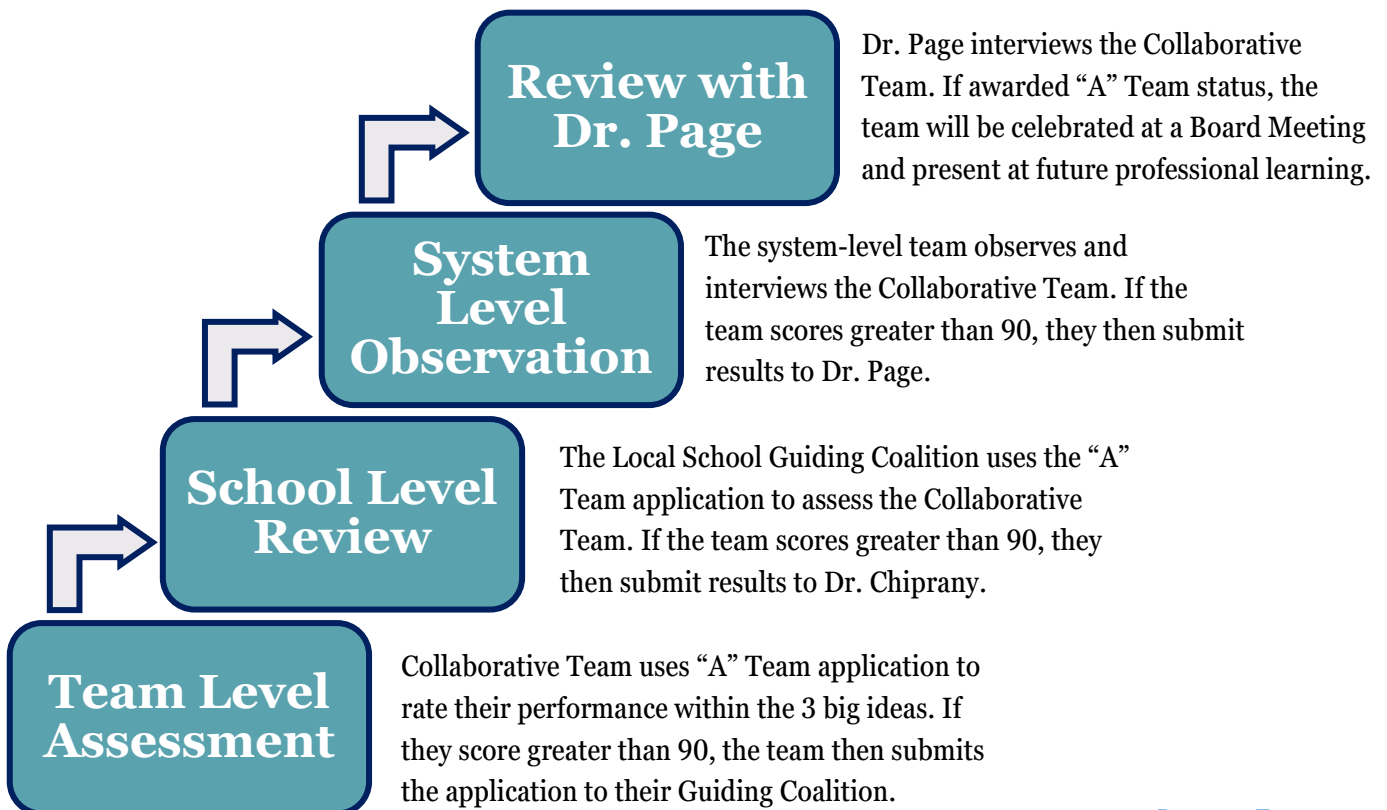 Review with
Dr. Page
Dr. Page interviews the Collaborative
Team. If awarded “A” Team status, the
team will be celebrated at a Board Meeting
and present at future professional learning.
System
Level
Observation
The system-level team observes and
interviews the Collaborative Team. If the
team scores greater than 90, they then submit
results to Dr. Page.
School Level
Review
The Local School Guiding Coalition uses the “A”
Team application to assess the Collaborative
Team. If the team scores greater than 90, they
then submit results to Dr. Chiprany.
Team Level
Assessment
Collaborative Team uses “A” Team application to
rate their performance within the 3 big ideas. If
they score greater than 90, the team then submits
the application to their Guiding Coalition.